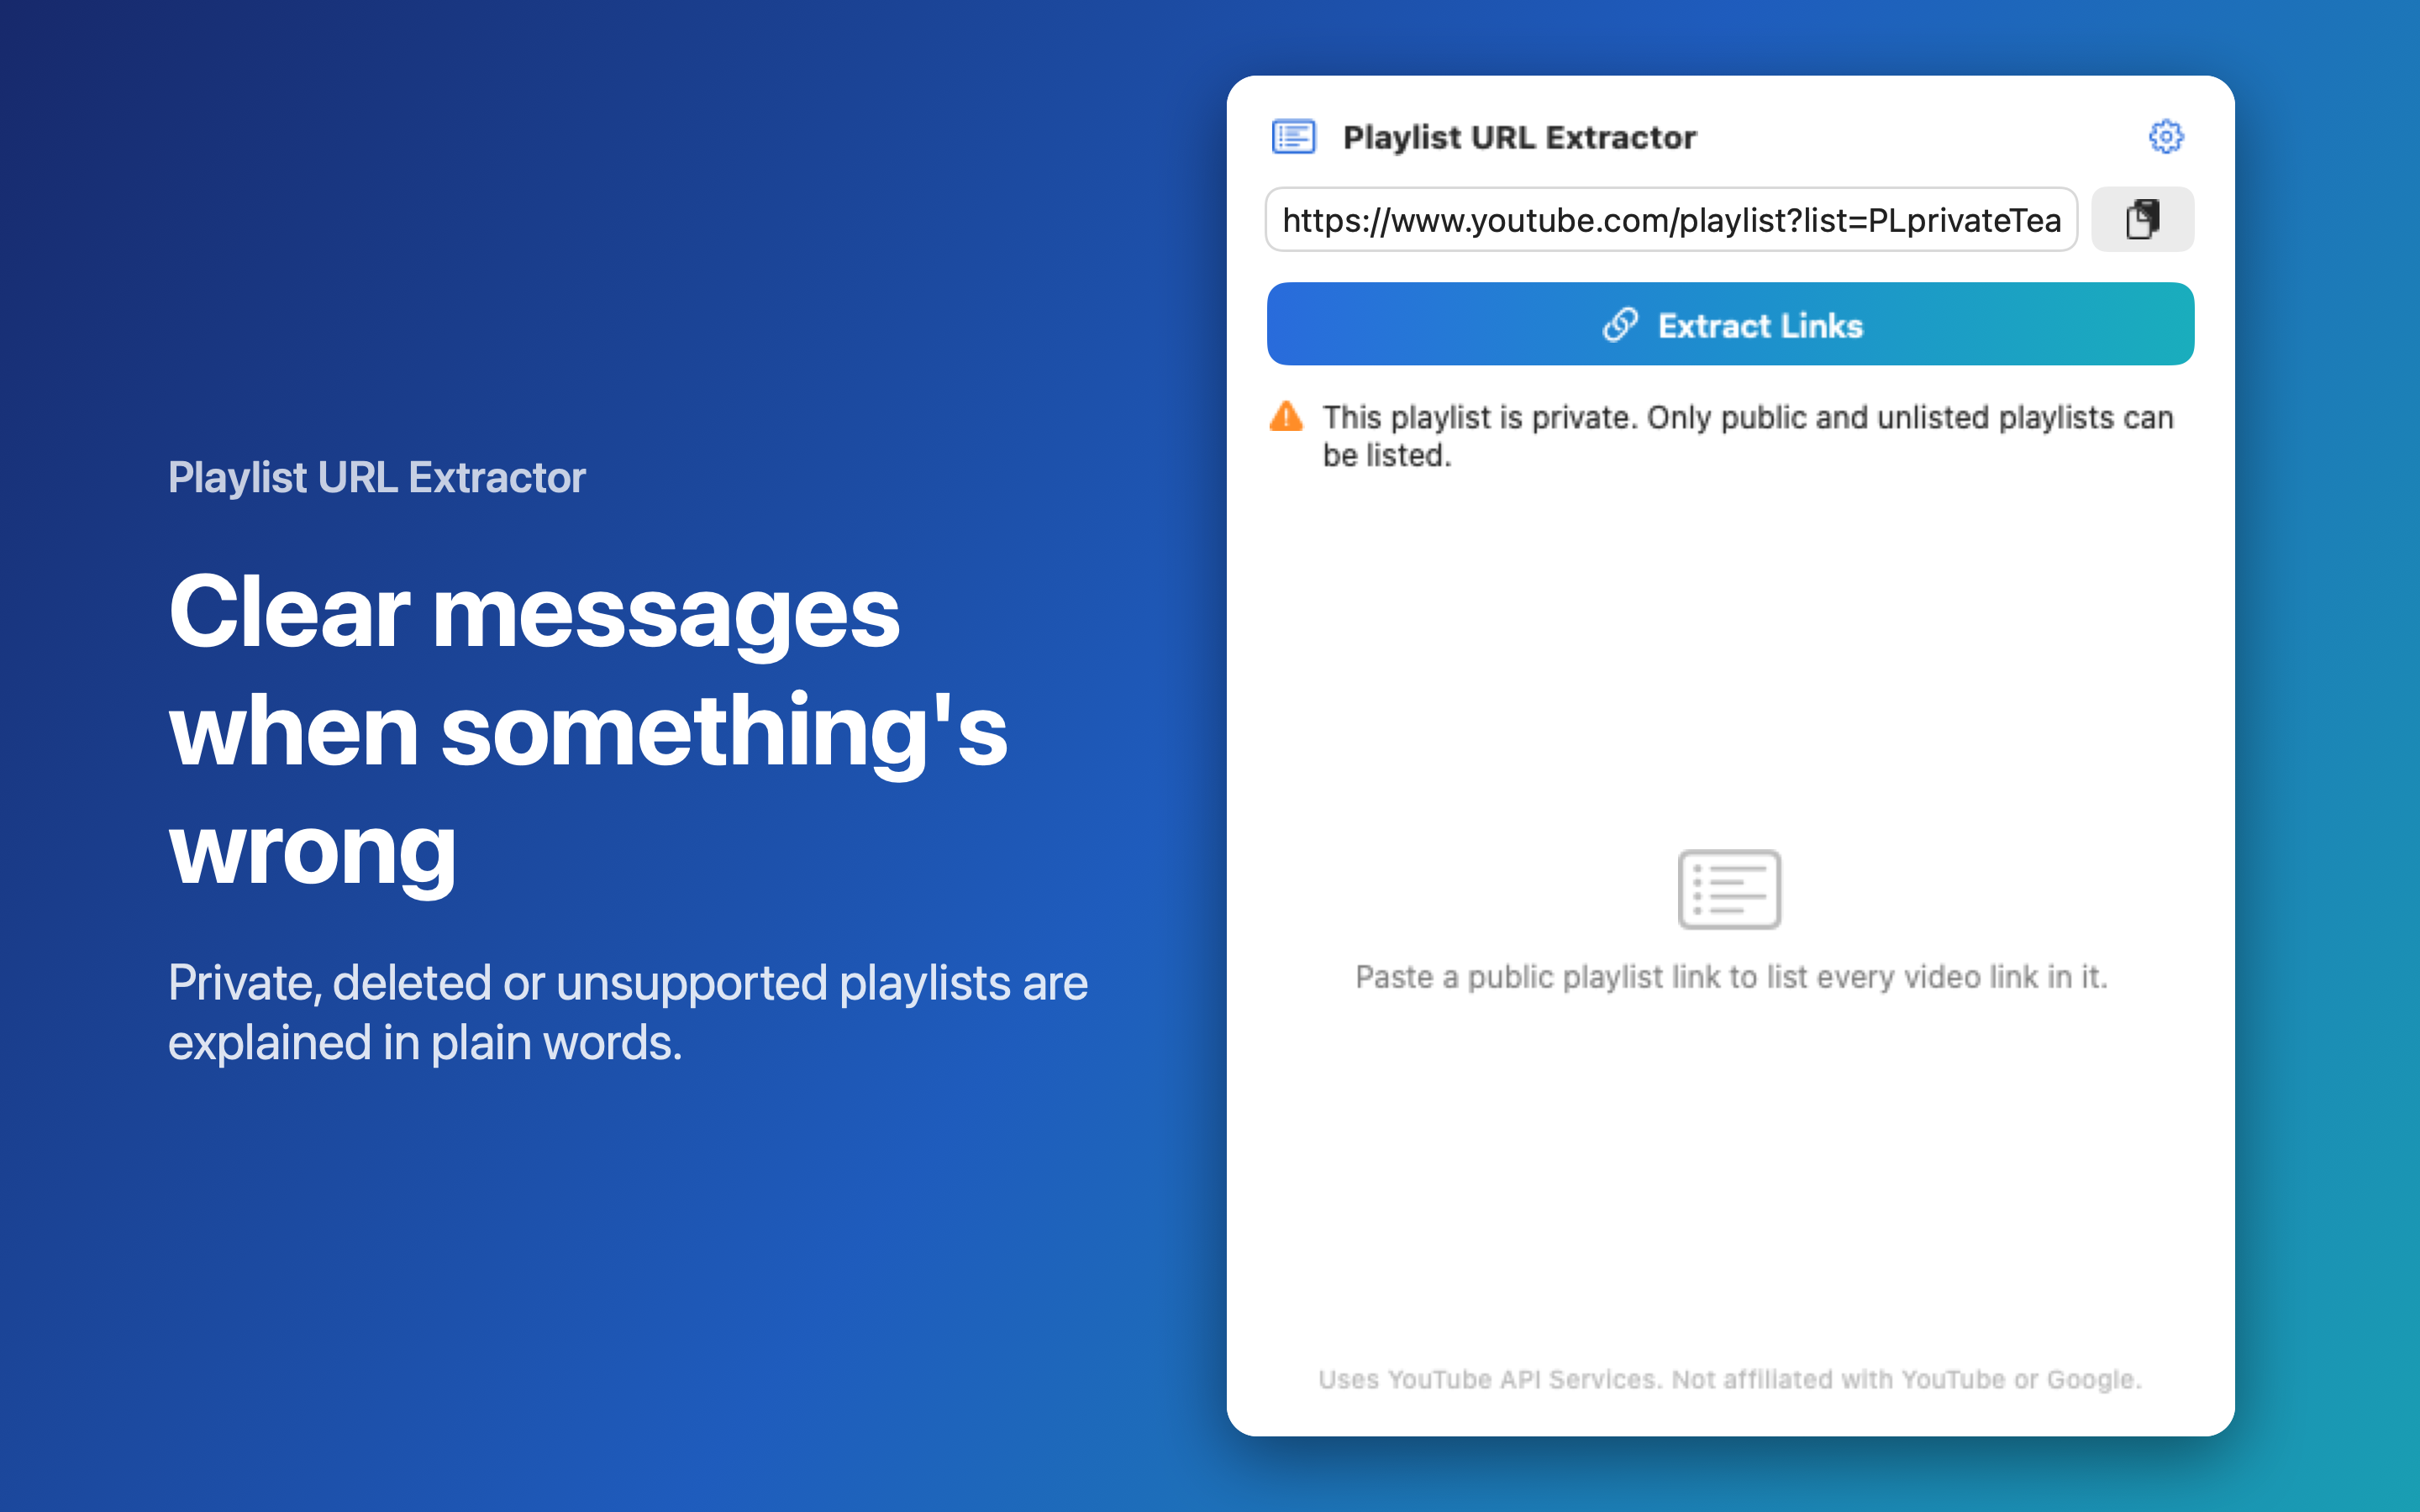 Playlist URL Extractor
Clear messages
when something's
wrong
Private, deleted or unsupported playlists are
explained in plain words.
Playlist URL Extractor
https://www.youtube.com/playlist?list=PLprivateTea
Extract Links
This playlist is private. Only public and unlisted playlists can
be listed.
Paste a public playlist link to list every video link in it.
Uses YouTube API Services. Not affiliated with YouTube or Google.